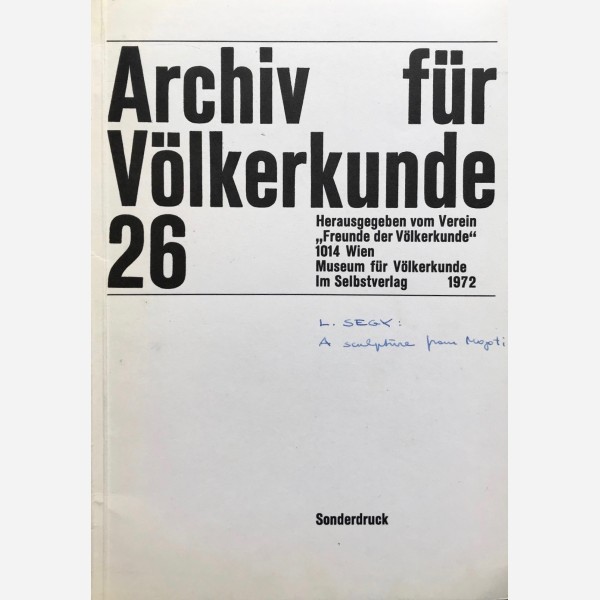 Archiv für
Völkerkunde
26
Herausgegeben vom Verein
„Freunde der Völkerkunde“
1014 Wien
Museum für Völkerkunde
Im Selbstverlag 1972
L. SEGY:
A sculpture from Mogoti
Sonderdruck